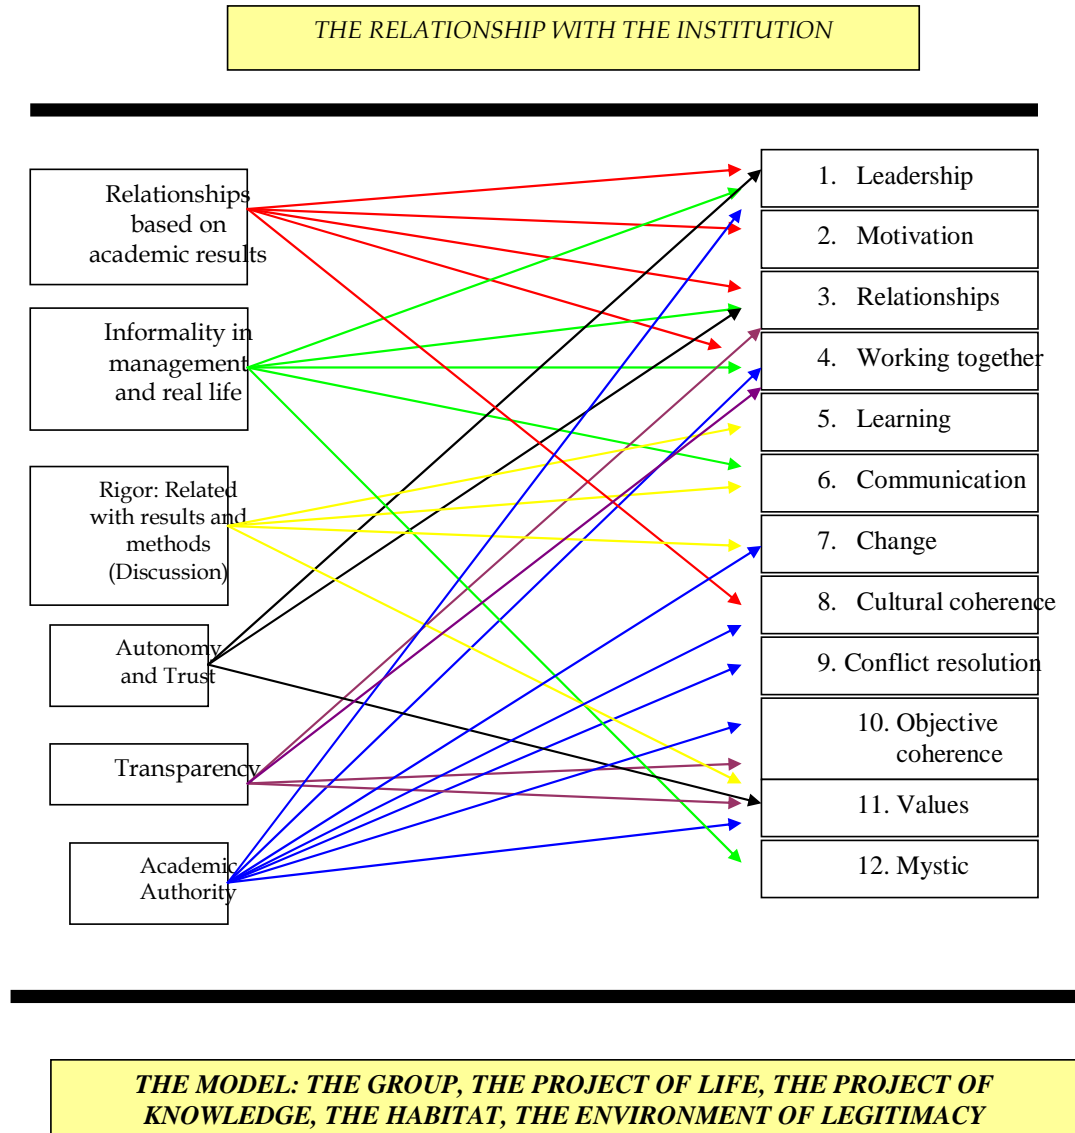 THE RELATIONSHIP WITH THE INSTITUTION
Relationships
based on
academic results
Informality in
management
and real life
Rigor: Related
with results and
methods
(Discussion)
Autonomy
and Trust
Transparency
Academic
Authority
1. Leadership
2. Motivation
3. Relationships
4. Working together
5. Learning
6. Communication
7. Change
8. Cultural coherence
9. Conflict resolution
10. Objective
coherence
11. Values
12. Mystic
THE MODEL: THE GROUP, THE PROJECT OF LIFE, THE PROJECT OF
KNOWLEDGE, THE HABITAT, THE ENVIRONMENT OF LEGITIMACY